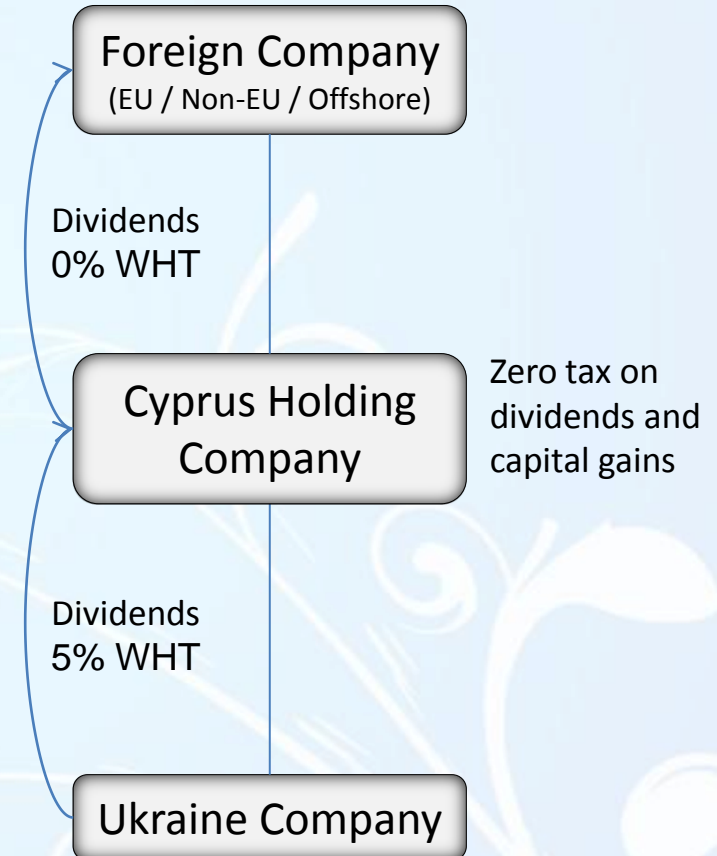 Foreign Company
(EU / Non-EU / Offshore)
Dividends
0% WHT
Cyprus Holding
Company
Zero tax on
dividends and
capital gains
Dividends
5% WHT
Ukraine Company